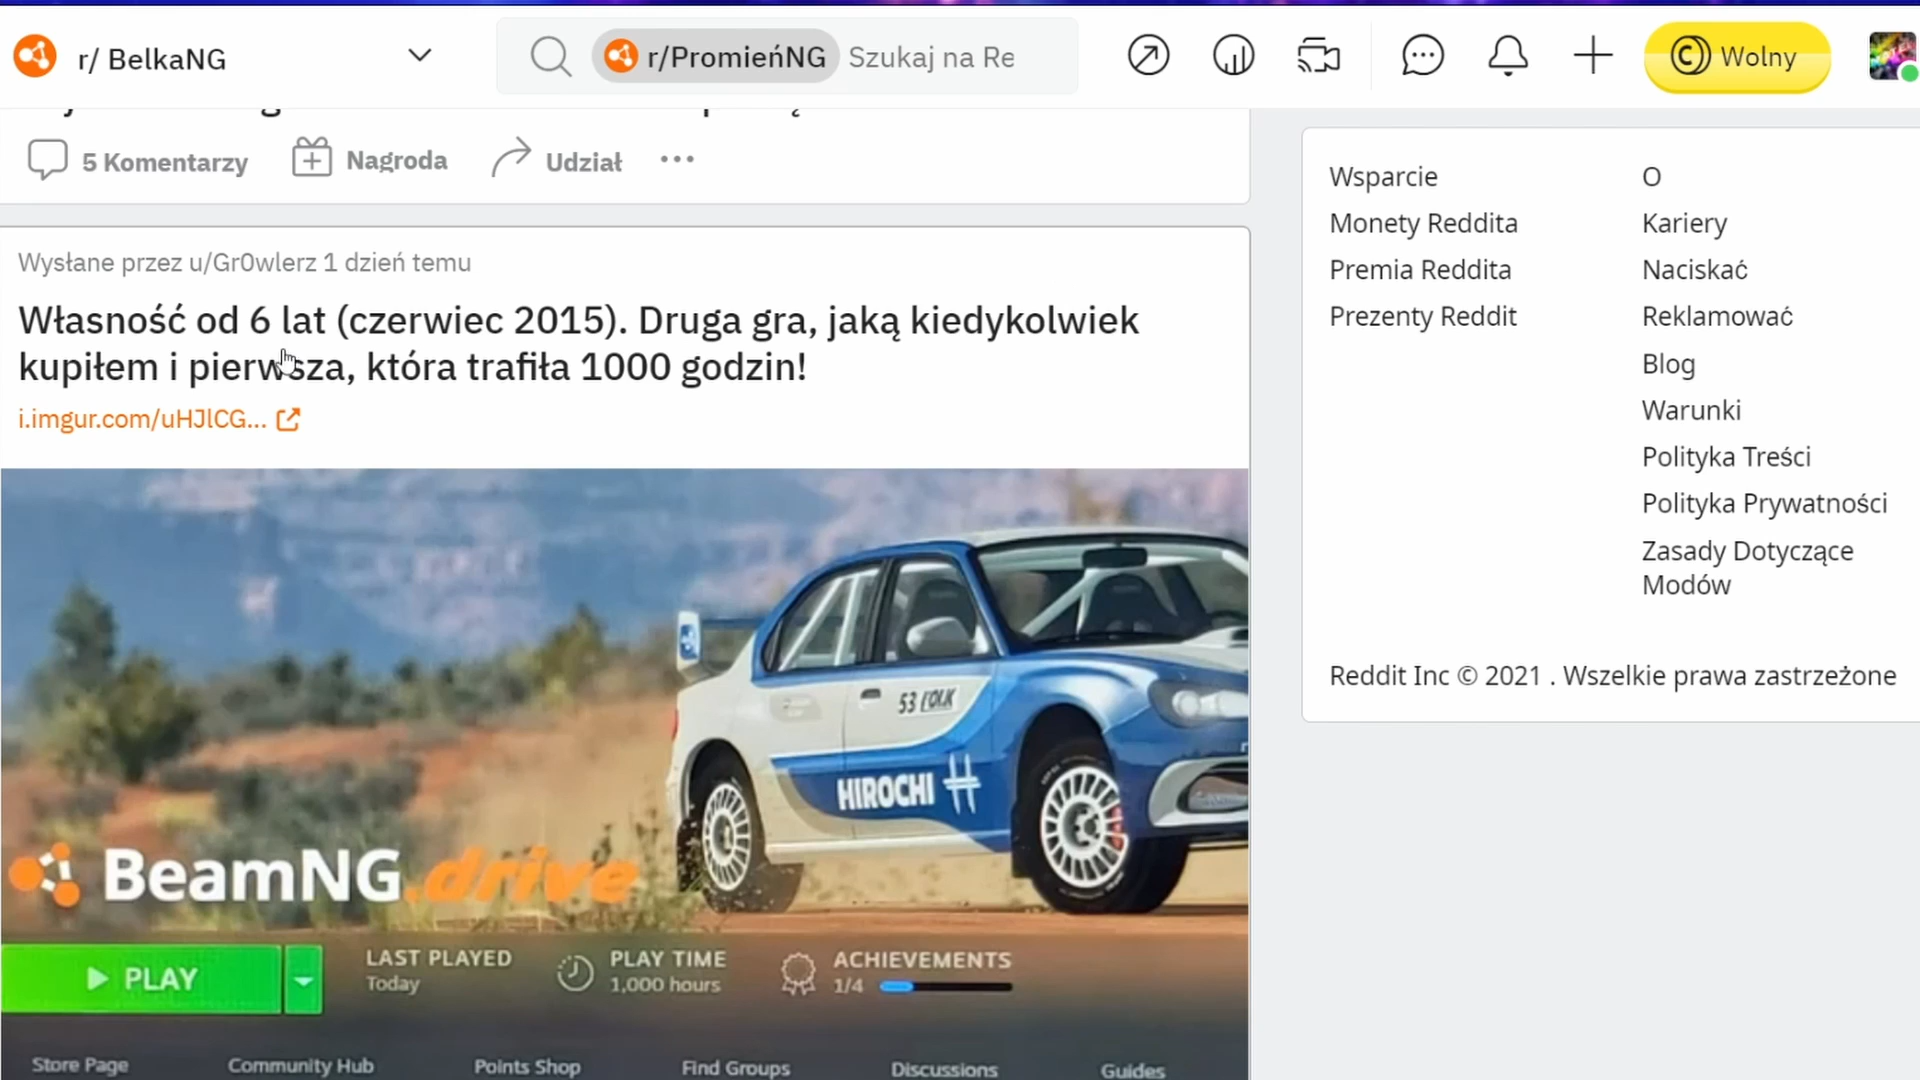 r/ BelkaNG
r/PromieńNG Szukaj na Re
Wolny
5 Komentarzy Nagroda Udział
Wysłane przez u/Gr0wlerz 1 dzień temu
Własność od 6 lat (czerwiec 2015). Druga gra, jaką kiedykolwiek
kupiłem i pierwsza, która trafiła 1000 godzin!
i.imgur.com/uHJlCG...
53
HIROCHI
BeamNG.drive
PLAY
LAST PLAYED
Today
PLAY TIME
1,000 hours
ACHIEVEMENTS
1/4
Store Page Community Hub Points Shop Find Groups Discussions Guides
Wsparcie
Monety Reddita
Premia Reddita
Prezenty Reddit
O
Kariery
Naciskać
Reklamować
Blog
Warunki
Polityka Treści
Polityka Prywatności
Zasady Dotyczące
Modów
Reddit Inc © 2021 . Wszelkie prawa zastrzeżone